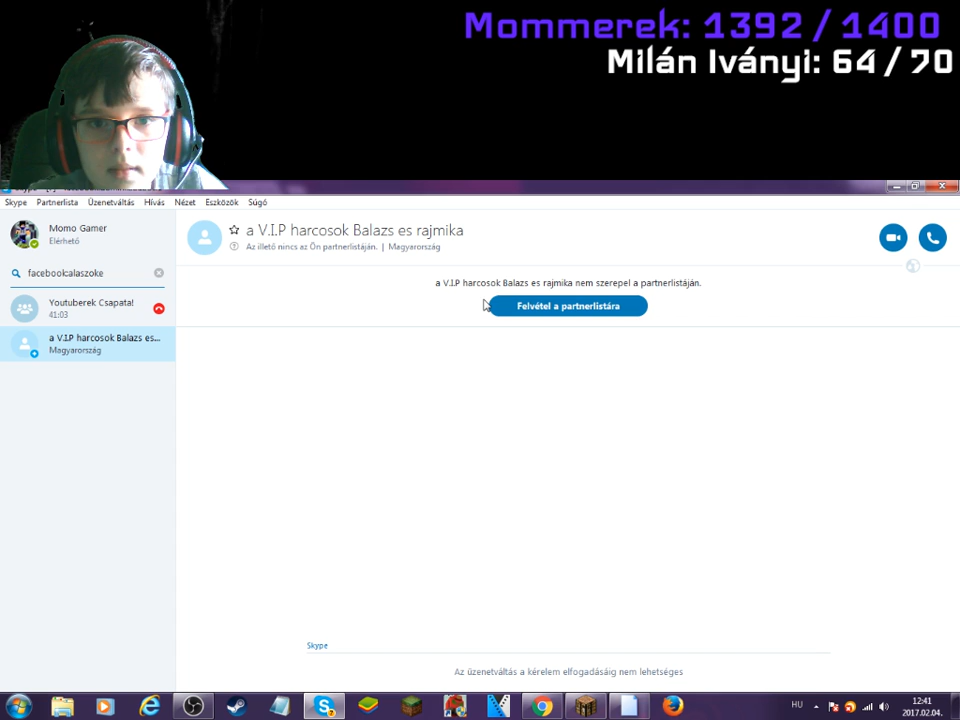 Mommerek: 1392 / 1400
Milán Iványi: 64 / 70
Skype Partnerlista Üzenetváltás Hívás Nézet Eszközök Súgó
Momo Gamer
Elérhető
facebook:alaszoke
Youtuberek Csapata!
41:03
a V.I.P harcosok Balazs es...
Magyarország
a V.I.P harcosok Balazs es rajmika
Az illető nincs az Ön partnerlistáján. | Magyarország
a V.I.P harcosok Balazs es rajmika nem szerepel a partnerlistáján.
Felvétel a partnerlistára
Skype
Az üzenetváltás a kérelem elfogadásáig nem lehetséges
HU
12:41
2017.02.04.